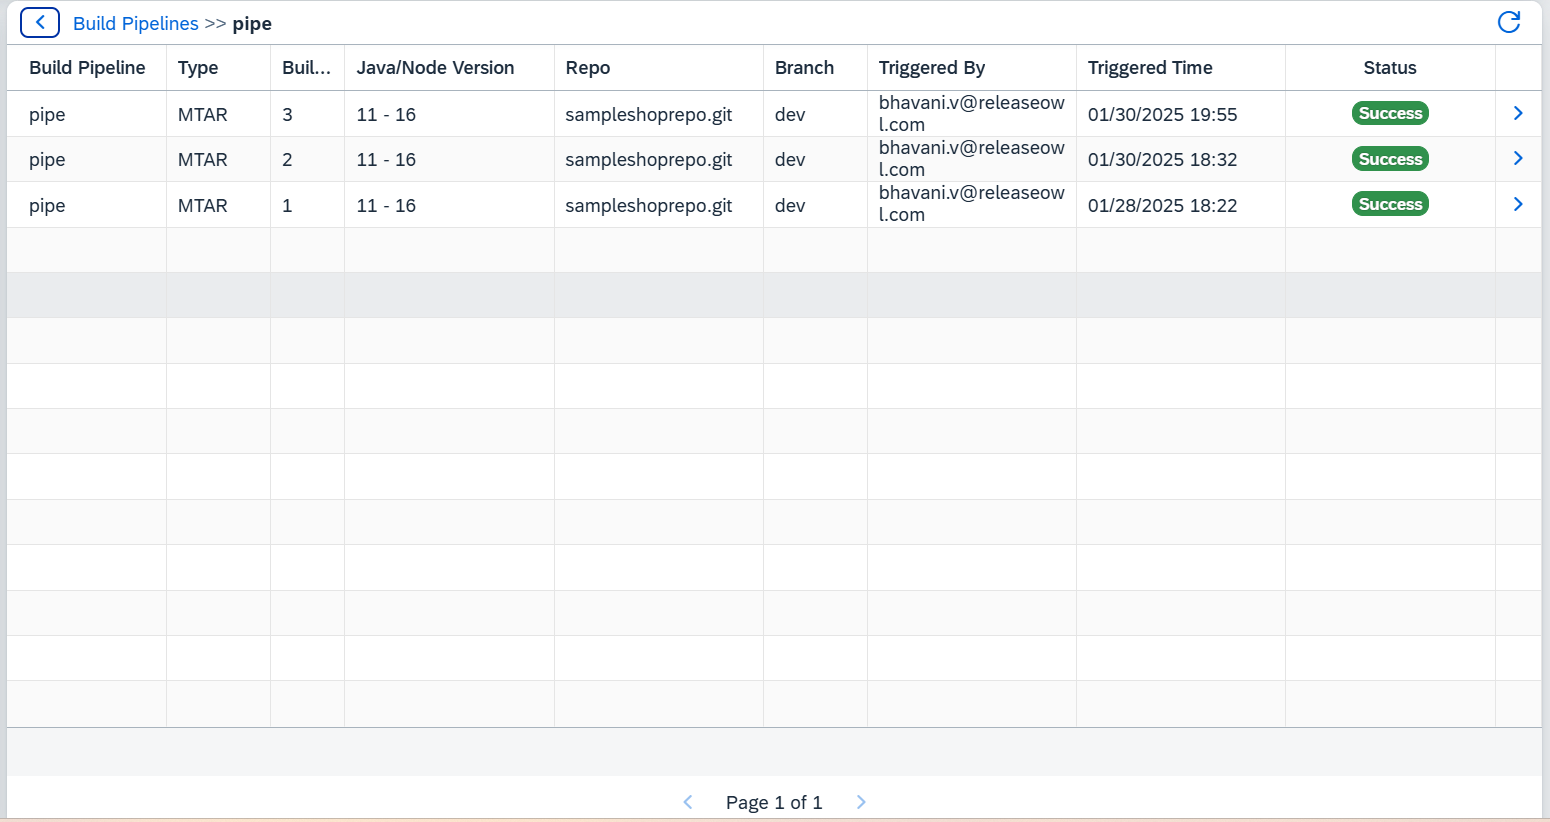 Build Pipelines >> pipe
Build Pipeline Type Buil... Java/Node Version Repo Branch Triggered By Triggered Time Status
pipe MTAR 3 11 - 16 sampleshoprepo.git dev bhavani.v@releaseow 01/30/2025 19:55 Success
l.com
pipe MTAR 2 11 - 16 sampleshoprepo.git dev bhavani.v@releaseow 01/30/2025 18:32 Success
l.com
pipe MTAR 1 11 - 16 sampleshoprepo.git dev bhavani.v@releaseow 01/28/2025 18:22 Success
l.com
Page 1 of 1